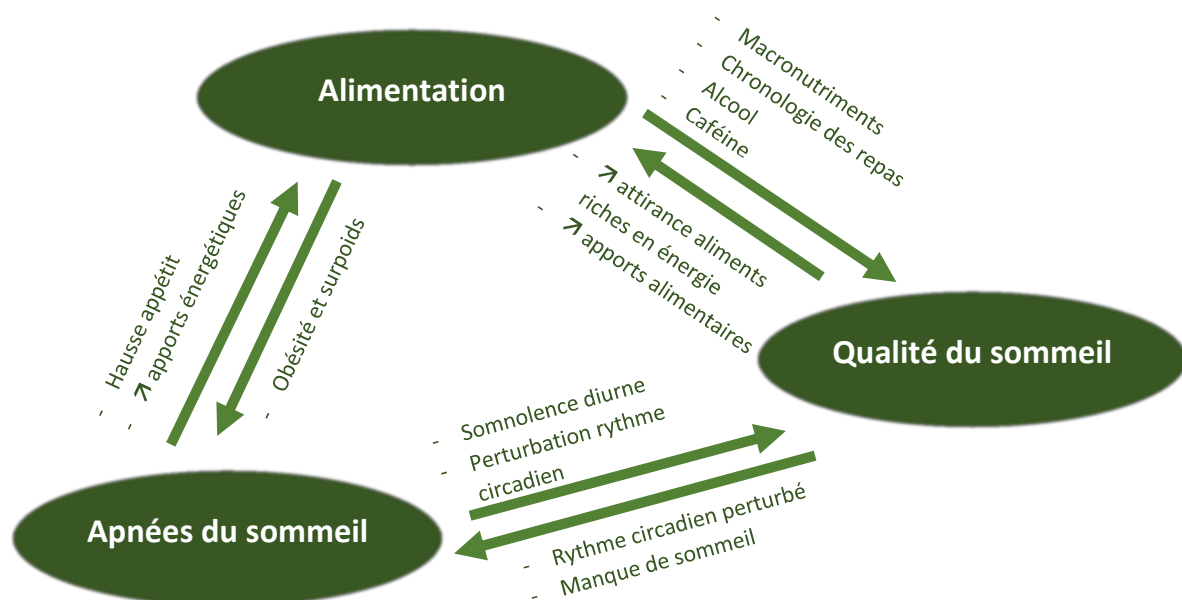 Alimentation
- Macronutriments
- Chronologie des repas
- Alcool
- Caféine
- ↗ attirance aliments
riches en énergie
- ↗ apports alimentaires
- Hausse appétit
- ↗ apports énergétiques
- Obésité et surpoids
Qualité du sommeil
- Somnolence diurne
- Perturbation rythme
circadien
Apnées du sommeil
- Rythme circadien perturbé
- Manque de sommeil